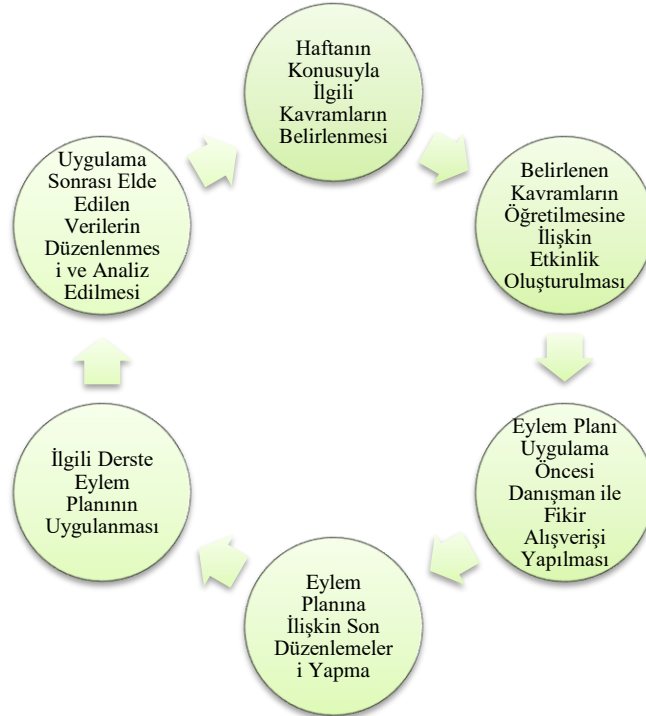 Haftanın
Konusuyla
İlgili
Kavramların
Belirlenmesi
Belirlenen
Kavramların
Öğretilmesine
İlişkin
Etkinlik
Oluşturulması
Eylem Planı
Uygulama
Öncesi
Danışman ile
Fikir
Alışverişi
Yapılması
Eylem
Planına
İlişkin Son
Düzenlemeler
i Yapma
İlgili Derste
Eylem
Planının
Uygulanması
Uygulama
Sonrası Elde
Edilen
Verilerin
Düzenlenmes
i ve Analiz
Edilmesi